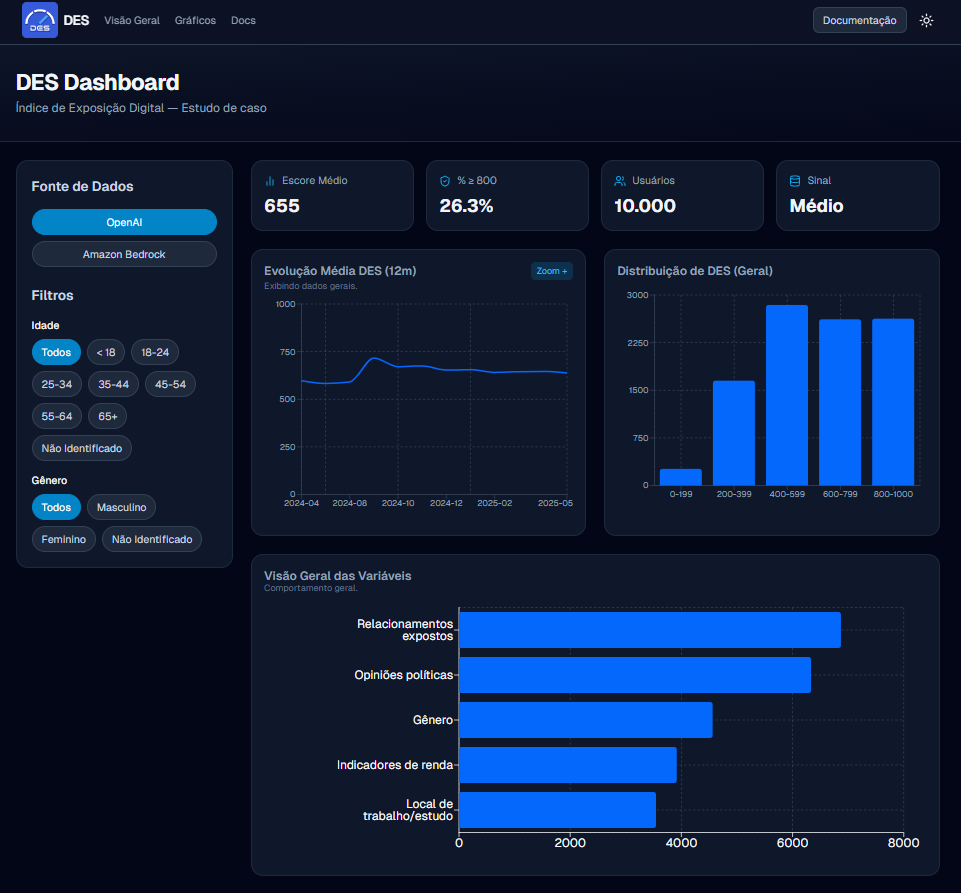 DES
DES
Visão Geral
Gráficos
Docs
Documentação
DES Dashboard
Índice de Exposição Digital — Estudo de caso
Fonte de Dados
OpenAI
Amazon Bedrock
Filtros
Idade
Todos
< 18
18-24
25-34
35-44
45-54
55-64
65+
Não Identificado
Gênero
Todos
Masculino
Feminino
Não Identificado
Escore Médio
655
% ≥ 800
26.3%
Usuários
10.000
Sinal
Médio
Evolução Média DES (12m)
Exibindo dados gerais.
Zoom +
1000
750
500
250
0
2024-04
2024-08
2024-10
2024-12
2025-02
2025-05
Distribuição de DES (Geral)
3000
2250
1500
750
0
0-199
200-399
400-599
600-799
800-1000
Visão Geral das Variáveis
Comportamento geral.
Relacionamentos
expostos
Opiniões políticas
Gênero
Indicadores de renda
Local de
trabalho/estudo
0
2000
4000
6000
8000